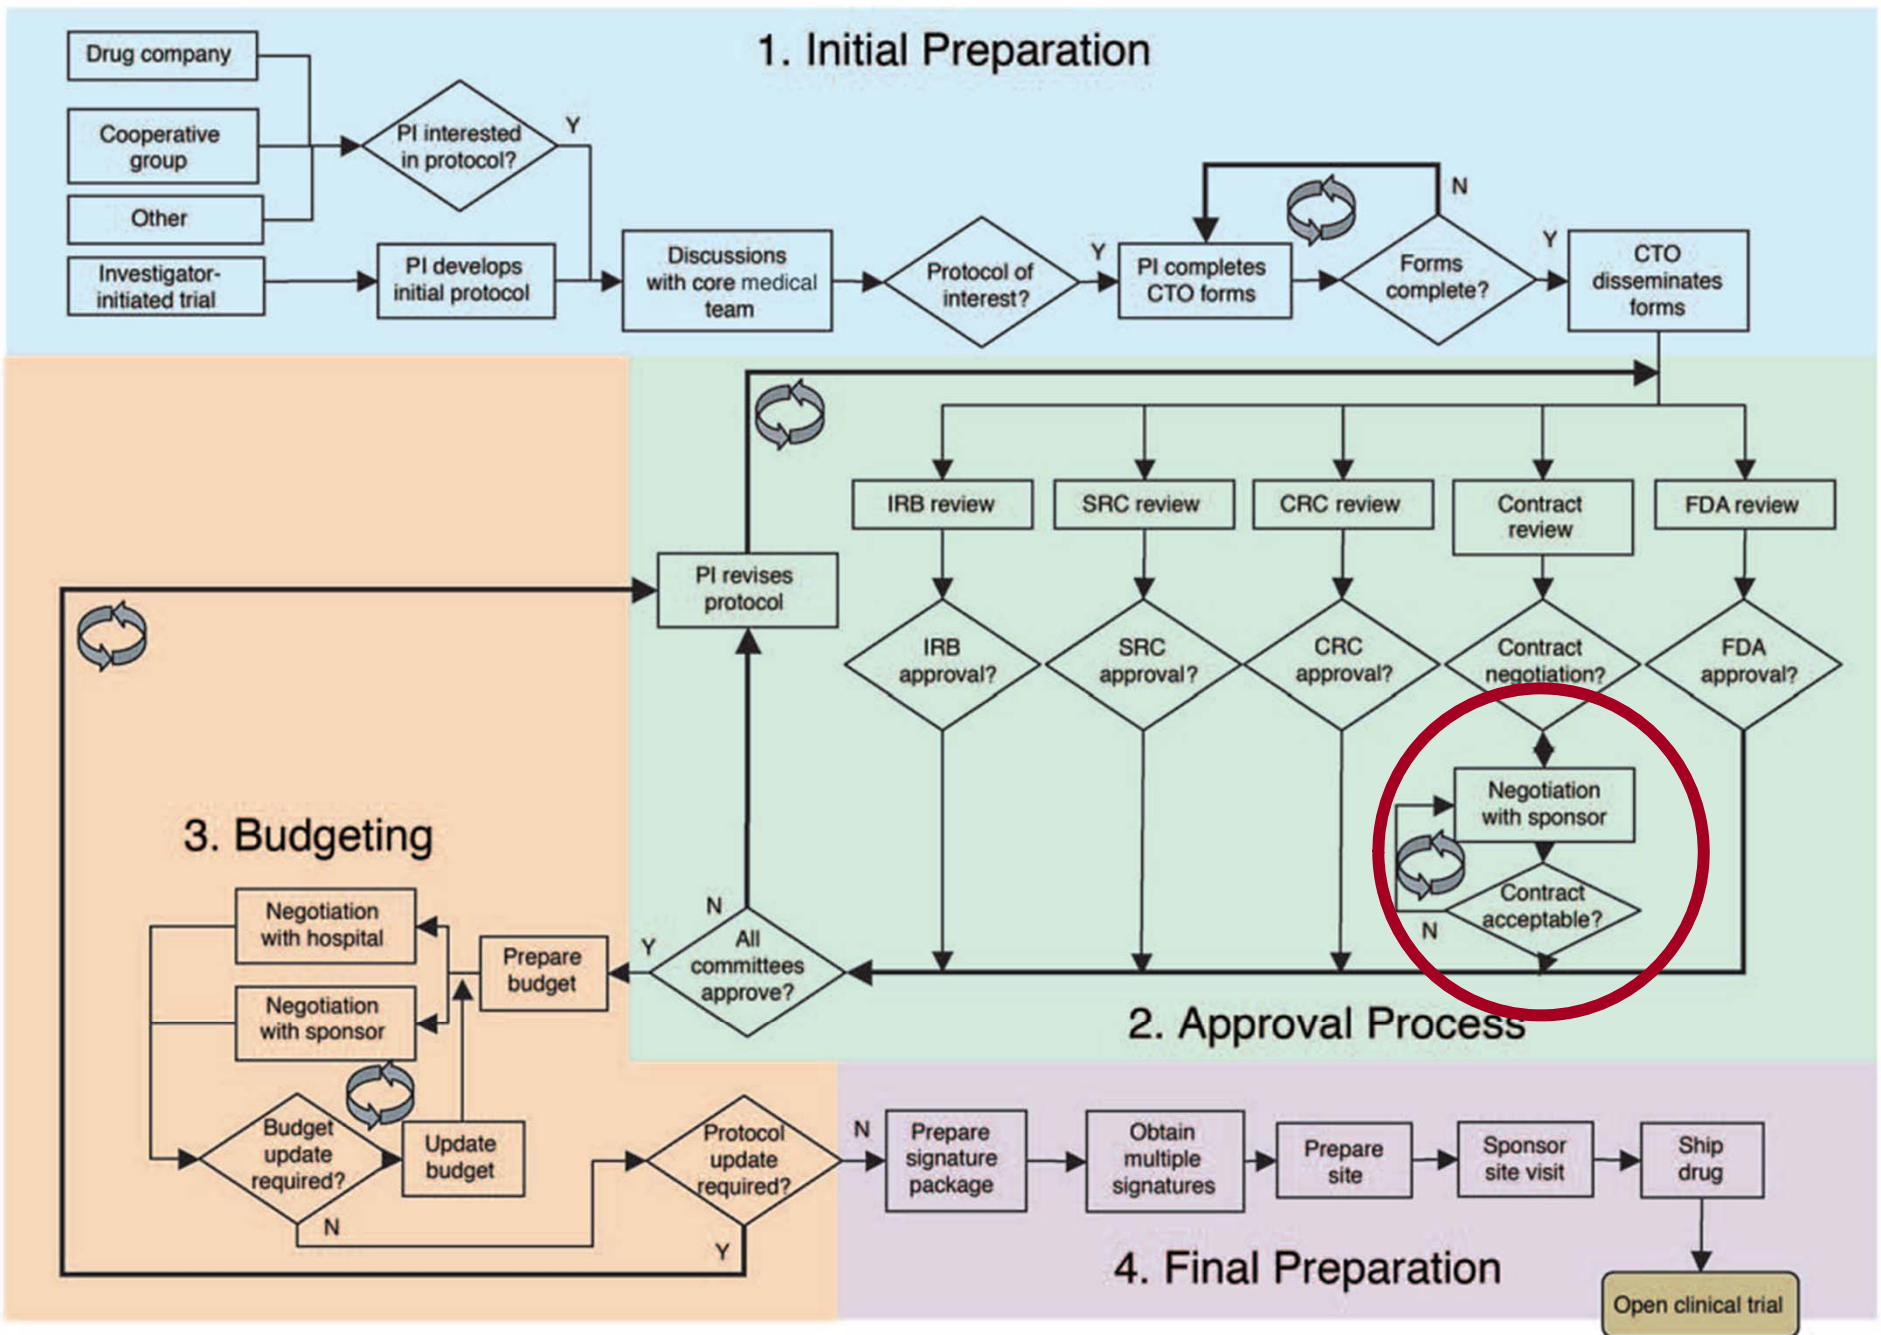 1. Initial Preparation
Drug company
Cooperative
group
Other
Investigator-
initiated trial
PI interested
in protocol?
Y
PI develops
initial protocol
Discussions
with core medical
team
Protocol of
interest?
Y
PI completes
CTO forms
N
Forms
complete?
Y
CTO
disseminates
forms
IRB review
SRC review
CRC review
Contract
review
FDA review
PI revises
protocol
IRB
approval?
SRC
approval?
CRC
approval?
Contract
negotiation?
FDA
approval?
Negotiation
with sponsor
Contract
acceptable?
N
N
All
committees
approve?
Y
2. Approval Process
3. Budgeting
Negotiation
with hospital
Prepare
budget
Negotiation
with sponsor
Budget
update
required?
Update
budget
N
Protocol
update
required?
Y
N
Prepare
signature
package
Obtain
multiple
signatures
Prepare
site
Sponsor
site visit
Ship
drug
4. Final Preparation
Open clinical trial